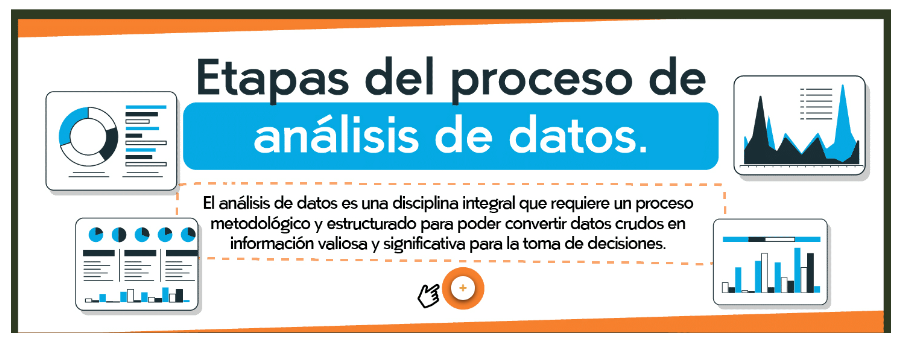 Etapas del proceso de
análisis de datos.
El análisis de datos es una disciplina integral que requiere un proceso
metodológico y estructurado para poder convertir datos crudos en
información valiosa y significativa para la toma de decisiones.
+